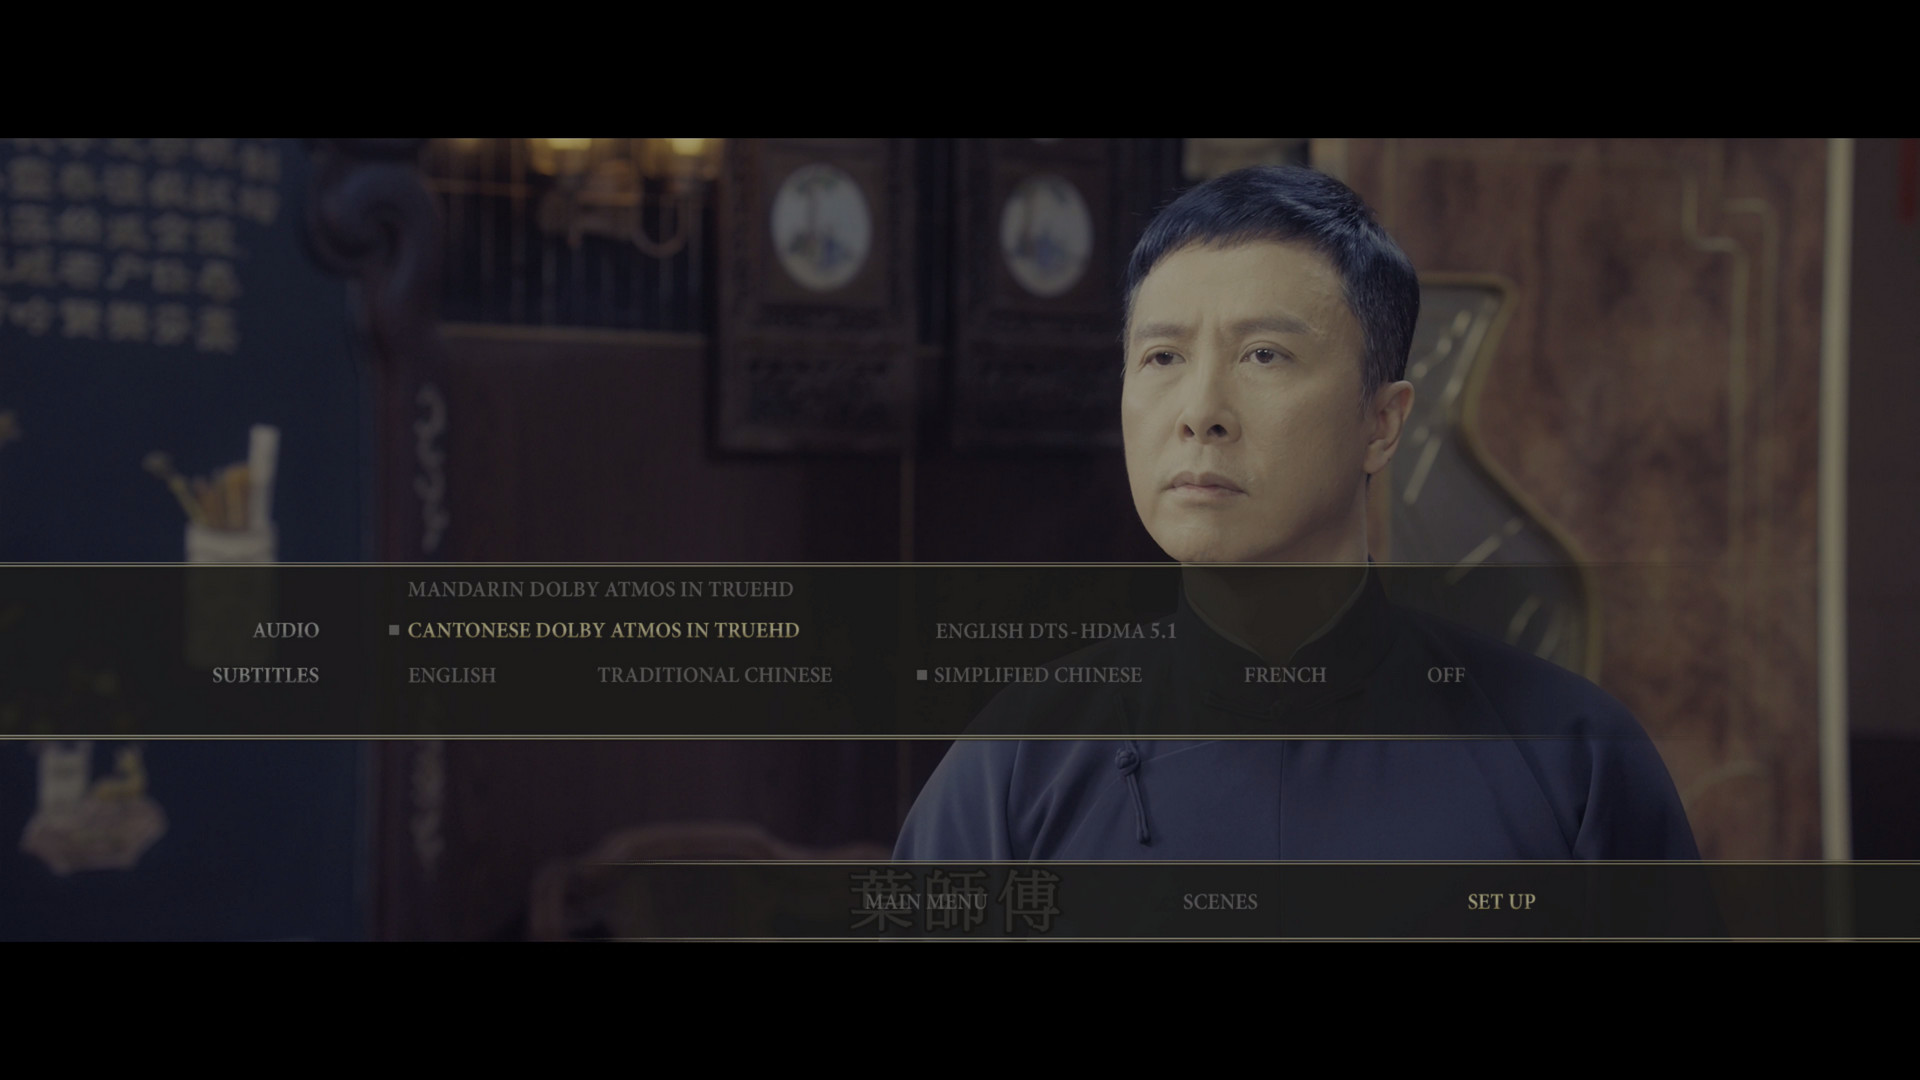 MANDARIN DOLBY ATMOS IN TRUEHD
AUDIO CANTONESE DOLBY ATMOS IN TRUEHD ENGLISH DTS-HDMA 5.1
SUBTITLES ENGLISH TRADITIONAL CHINESE SIMPLIFIED CHINESE FRENCH OFF
葉師傅
MAIN MENU SCENES SET UP